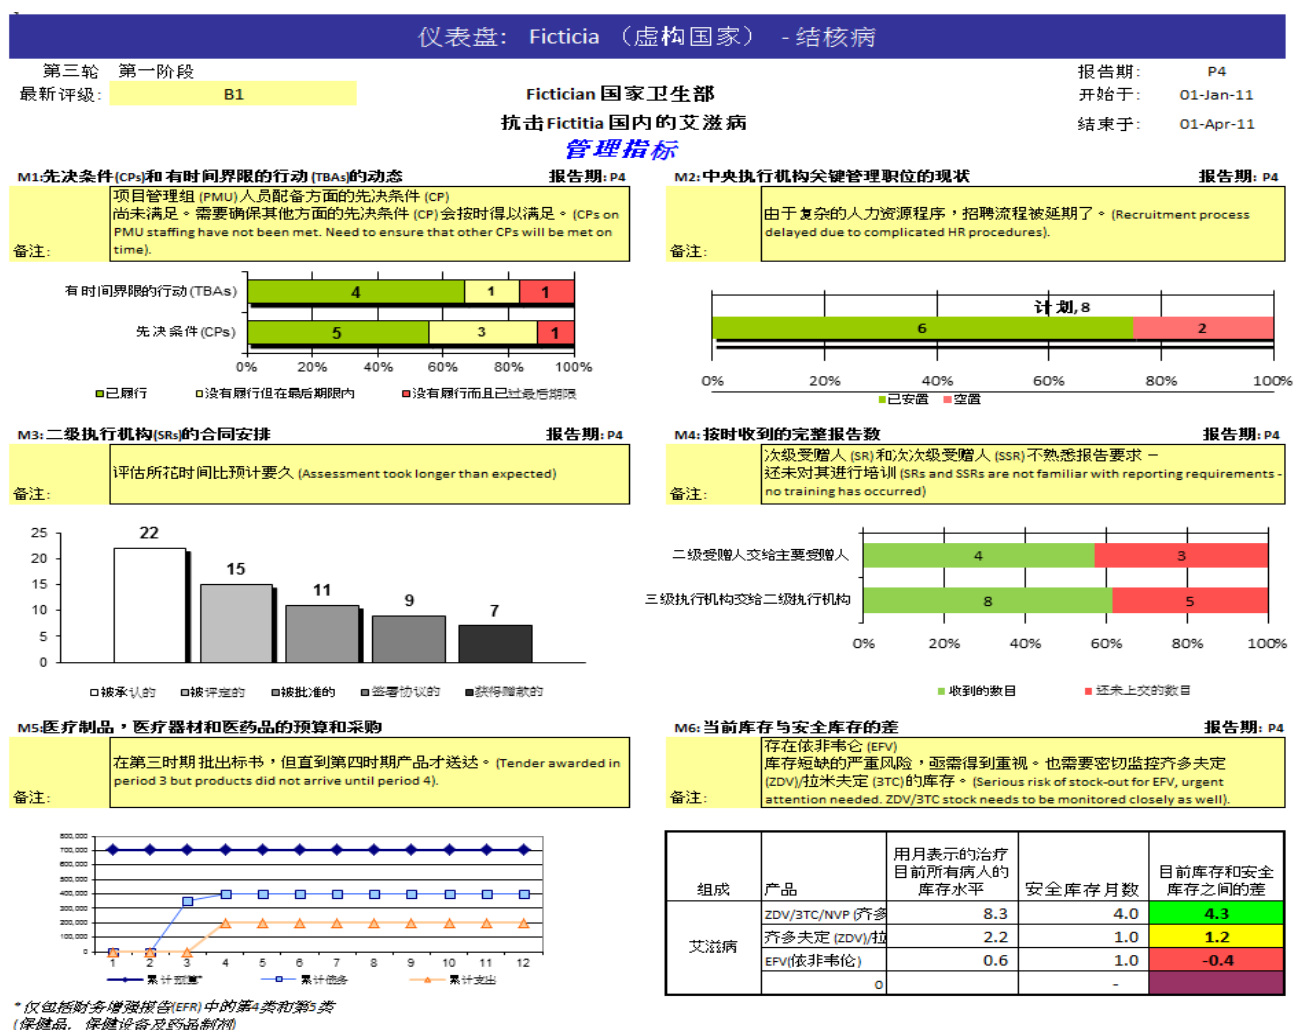 仪表盘： Ficticia （虚构国家） - 结核病
第三轮 第一阶段
报告期: P4
最新评级: B1
Fictician 国家卫生部
开始于: 01-Jan-11
抗击Fictitia 国内的艾滋病
结束于: 01-Apr-11
管理指标
M1:先决条件(CPs)和有时间界限的行动(TBAs)的动态 报告期: P4
项目管理组 (PMU)人员配备方面的先决条件 (CP)
尚未满足。需要确保其他方面的先决条件 (CP) 会按时得以满足。(CPs on
PMU staffing have not been met. Need to ensure that other CPs will be met on
time).
备注:
有时间界限的行动(TBAs)
4 1 1
先决条件(CPs)
5 3 1
0% 20% 40% 60% 80% 100%
已履行 没有履行但在最后期限内 没有履行而且已过最后期限
M2: 中央执行机构关键管理职位的现状 报告期: P4
由于复杂的人力资源程序，招聘流程被延期了。(Recruitment process
delayed due to complicated HR procedures).
备注:
计划, 8
6 2
0% 20% 40% 60% 80% 100%
已安置 空置
M3: 二级执行机构(SRs)的合同安排 报告期: P4
评估所花时间比预计要久 (Assessment took longer than expected)
备注:
25
20
15
10
5
0
22
15
11
9
7
被承认的 被评定的 被批准的 签署协议的 获得赠款的
M4: 按时收到的完整报告数 报告期: P4
次级受赠人 (SR) 和次次级受赠人 (SSR) 不熟悉报告要求 –
还未对其进行培训 (SRs and SSRs are not familiar with reporting requirements -
no training has occurred)
备注:
二级受赠人交给主要受赠人
4 3
三级执行机构交给二级执行机构
8 5
0% 20% 40% 60% 80% 100%
收到的数目 还未上交的数目
M5:医疗制品，医疗器材和医药品的预算和采购
在第三时期批出标书，但直到第四时期产品才送达。(Tender awarded in
period 3 but products did not arrive until period 4).
备注:
800,000
700,000
600,000
500,000
400,000
300,000
200,000
100,000
0
1 2 3 4 5 6 7 8 9 10 11 12
累计预算* 累计债务 累计支出
* 仅包括财务增强报告(EFR)中的第4类和第5类
(保健品，保健设备及药品制剂)
M6: 当前库存与安全库存的差 报告期: P4
存在依非韦仑 (EFV)
库存短缺的严重风险，亟需得到重视。也需要密切监控齐多夫定
(ZDV)/拉米夫定 (3TC)的库存。(Serious risk of stock-out for EFV, urgent
attention needed. ZDV/3TC stock needs to be monitored closely as well).
备注:
组成 产品 用月表示的治疗目前所有病人的库存水平 安全库存月数 目前库存和安全库存之间的差
艾滋病
ZDV/3TC/NVP (齐多 8.3 4.0 4.3
齐多夫定 (ZDV)/拉 2.2 1.0 1.2
EFV(依非韦伦) 0.6 1.0 -0.4
0 -